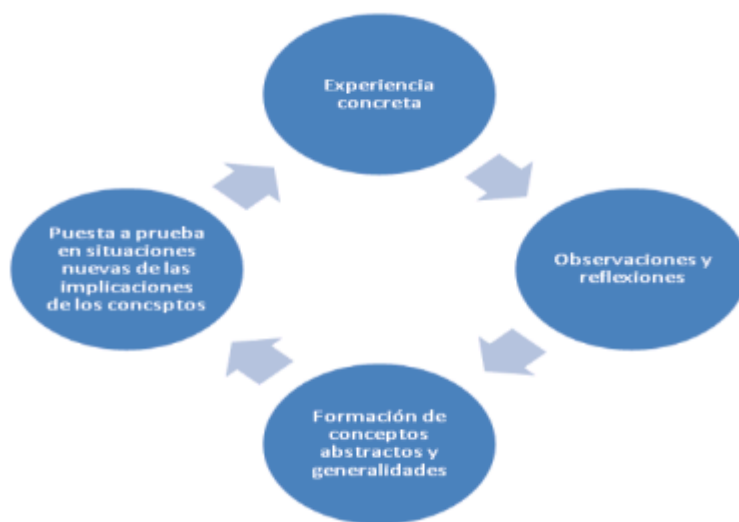 Experiencia
concreta
Observaciones y
reflexiones
Formación de
conceptos
abstractos y
generalidades
Puesta a prueba
en situaciones
nuevas de las
implicaciones
de los concsptos